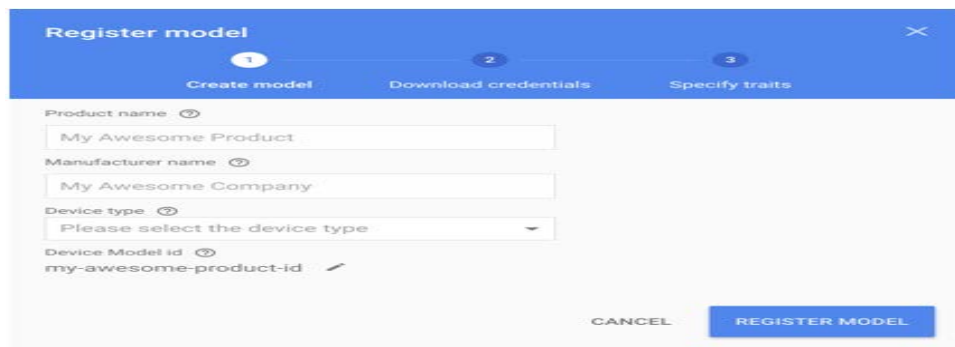 Register model
1 2 3
Create model Download credentials Specify traits
Product name
My Awesome Product
Manufacturer name
My Awesome Company
Device type
Please select the device type
Device Model id
my-awesome-product-id
CANCEL REGISTER MODEL